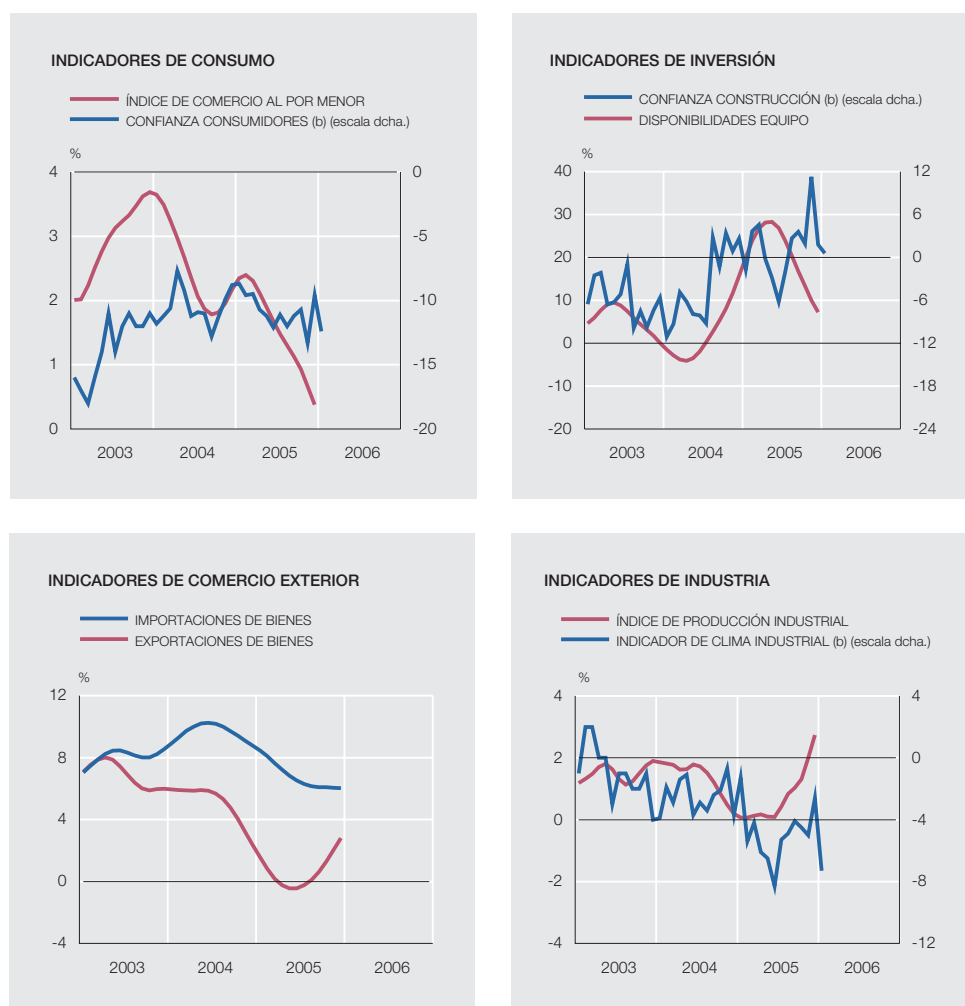 INDICADORES DE CONSUMO
ÍNDICE DE COMERCIO AL POR MENOR
CONFIANZA CONSUMIDORES (b) (escala dcha.)
%
4 0
3 -5
2 -10
1 -15
0 -20
2003 2004 2005 2006
INDICADORES DE INVERSIÓN
CONFIANZA CONSTRUCCIÓN (b) (escala dcha.)
DISPONIBILIDADES EQUIPO
%
40 12
30 6
20 0
10 -6
0 -12
-10 -18
-20 -24
2003 2004 2005 2006
INDICADORES DE COMERCIO EXTERIOR
IMPORTACIONES DE BIENES
EXPORTACIONES DE BIENES
%
12
8
4
0
-4
2003 2004 2005 2006
INDICADORES DE INDUSTRIA
ÍNDICE DE PRODUCCIÓN INDUSTRIAL
INDICADOR DE CLIMA INDUSTRIAL (b) (escala dcha.)
%
4 4
2 0
0 -4
-2 -8
-4 -12
2003 2004 2005 2006